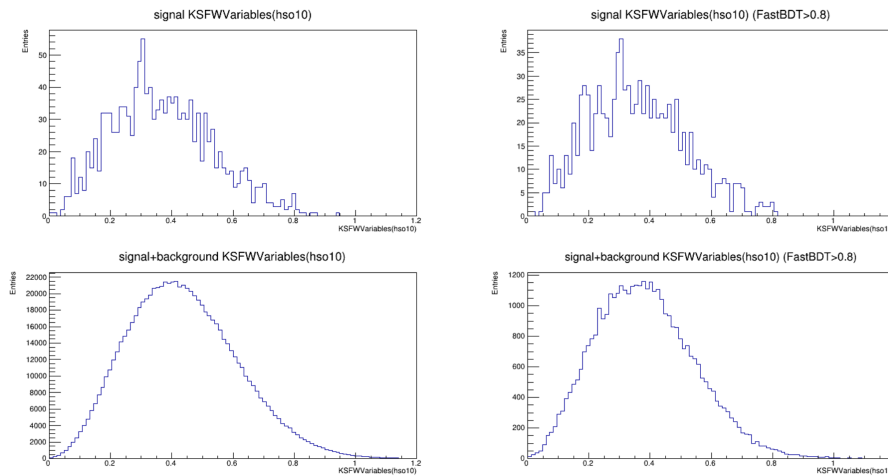 signal KSFWVariables(hso10)
Entries
50
40
30
20
10
0
0 0.2 0.4 0.6 0.8 1 1.2
KSFWVariables(hso10)
signal KSFWVariables(hso10) (FastBDT>0.8)
Entries
35
30
25
20
15
10
5
0
0 0.2 0.4 0.6 0.8 1
KSFWVariables(hso1
signal+background KSFWVariables(hso10)
Entries
22000
20000
18000
16000
14000
12000
10000
8000
6000
4000
2000
0
0 0.2 0.4 0.6 0.8 1 1.2
KSFWVariables(hso10)
signal+background KSFWVariables(hso10) (FastBDT>0.8)
Entries
1200
1000
800
600
400
200
0
0 0.2 0.4 0.6 0.8 1
KSFWVariables(hso1